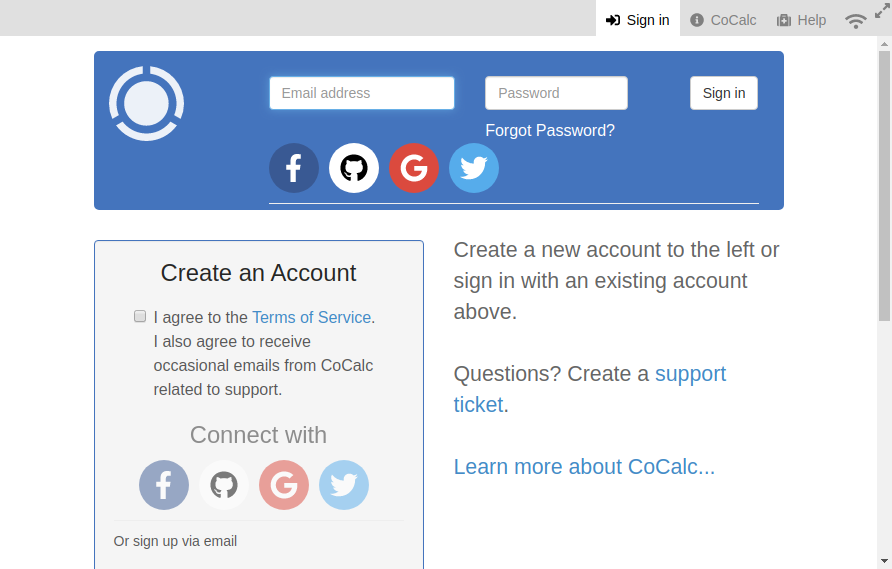 Sign in CoCalc Help
Email address Password Sign in
Forgot Password?
Create an Account
I agree to the Terms of Service.
I also agree to receive
occasional emails from CoCalc
related to support.
Connect with
Or sign up via email
Create a new account to the left or
sign in with an existing account
above.
Questions? Create a support
ticket.
Learn more about CoCalc...